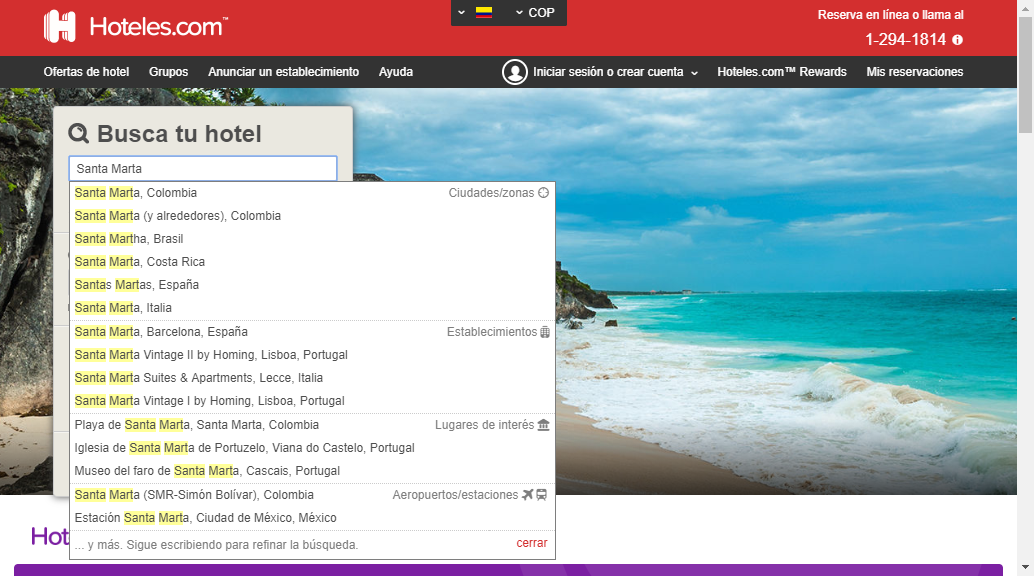 Hoteles.com™
COP
Reserva en línea o llama al
1-294-1814
Ofertas de hotel Grupos Anunciar un establecimiento Ayuda Iniciar sesión o crear cuenta Hoteles.com™ Rewards Mis reservaciones
Busca tu hotel
Santa Marta
Santa Marta, Colombia Ciudades/zonas
Santa Marta (y alrededores), Colombia
Santa Martha, Brasil
Santa Marta, Costa Rica
Santas Martas, España
Santa Marta, Italia
Santa Marta, Barcelona, España Establecimientos
Santa Marta Vintage II by Homing, Lisboa, Portugal
Santa Marta Suites & Apartments, Lecce, Italia
Santa Marta Vintage I by Homing, Lisboa, Portugal
Playa de Santa Marta, Santa Marta, Colombia Lugares de interés
Iglesia de Santa Marta de Portuzelo, Viana do Castelo, Portugal
Museo del faro de Santa Marta, Cascais, Portugal
Santa Marta (SMR-Simón Bolívar), Colombia Aeropuertos/estaciones
Estación Santa Marta, Ciudad de México, México
Hot
... y más. Sigue escribiendo para refinar la búsqueda. cerrar